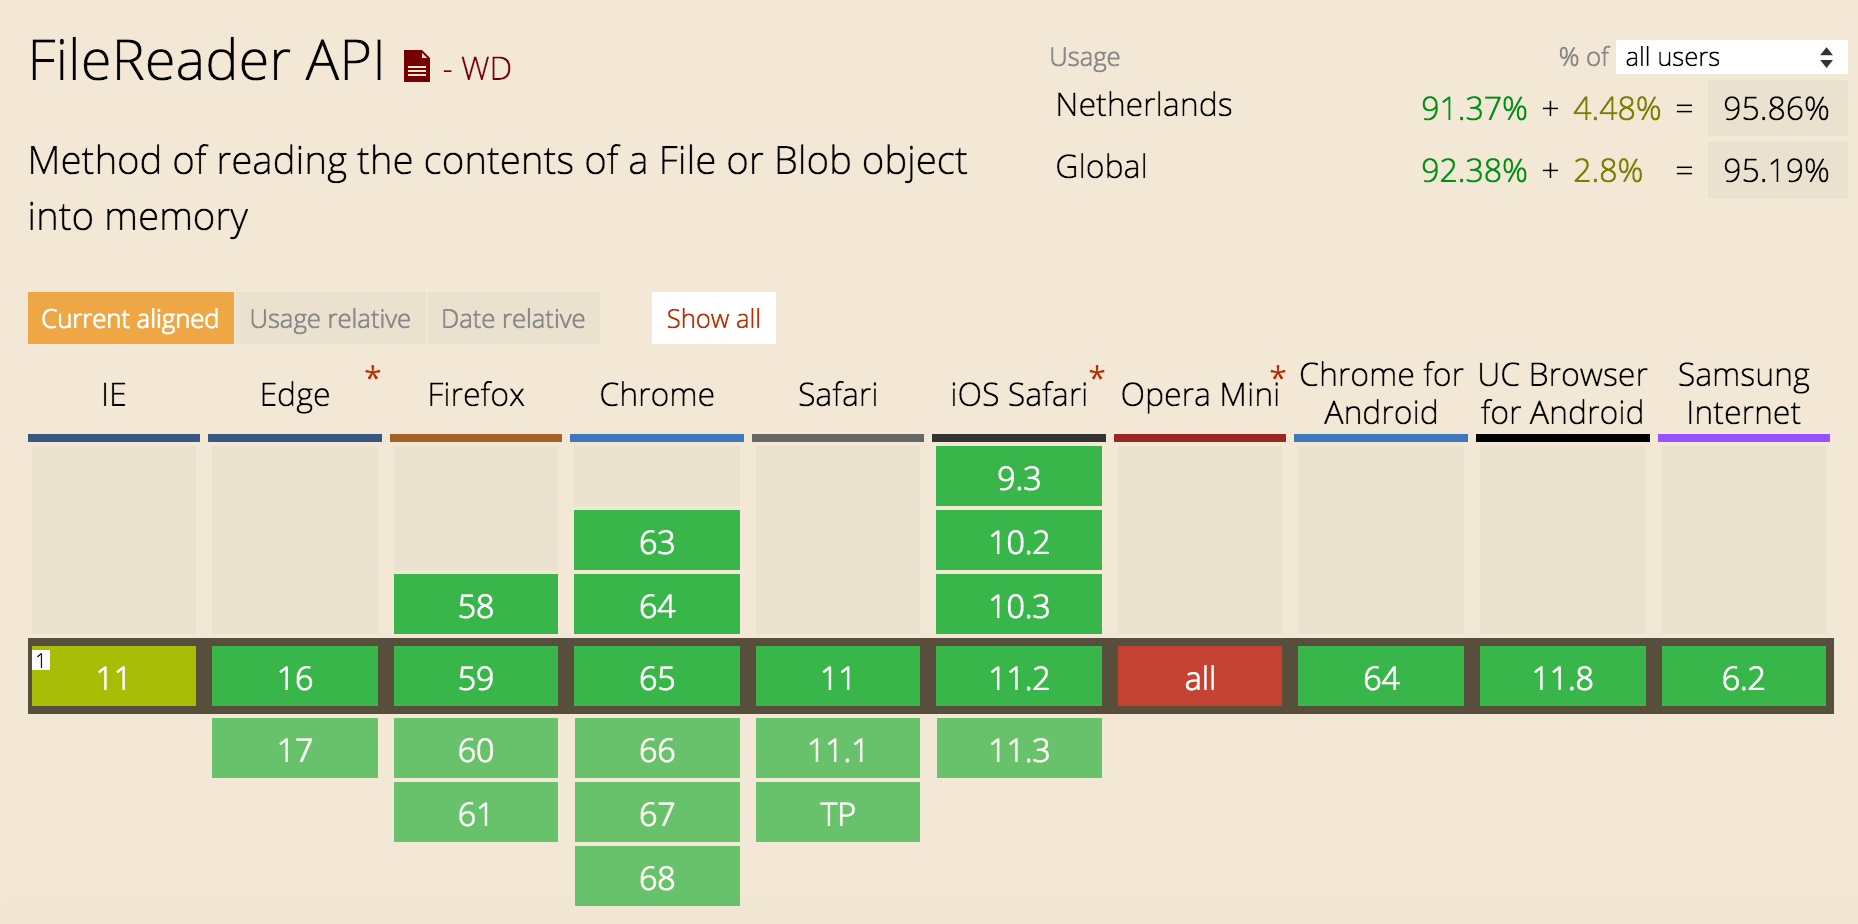 FileReader API - WD
Usage % of all users
Netherlands 91.37% + 4.48% = 95.86%
Global 92.38% + 2.8% = 95.19%
Method of reading the contents of a File or Blob object
into memory
Current aligned Usage relative Date relative Show all
IE Edge * Firefox Chrome Safari iOS Safari * Opera Mini * Chrome for Android UC Browser for Android Samsung Internet
9.3
63 10.2
58 64 10.3
1 11 16 59 65 11 11.2 all 64 11.8 6.2
17 60 66 11.1 11.3
61 67 TP
68